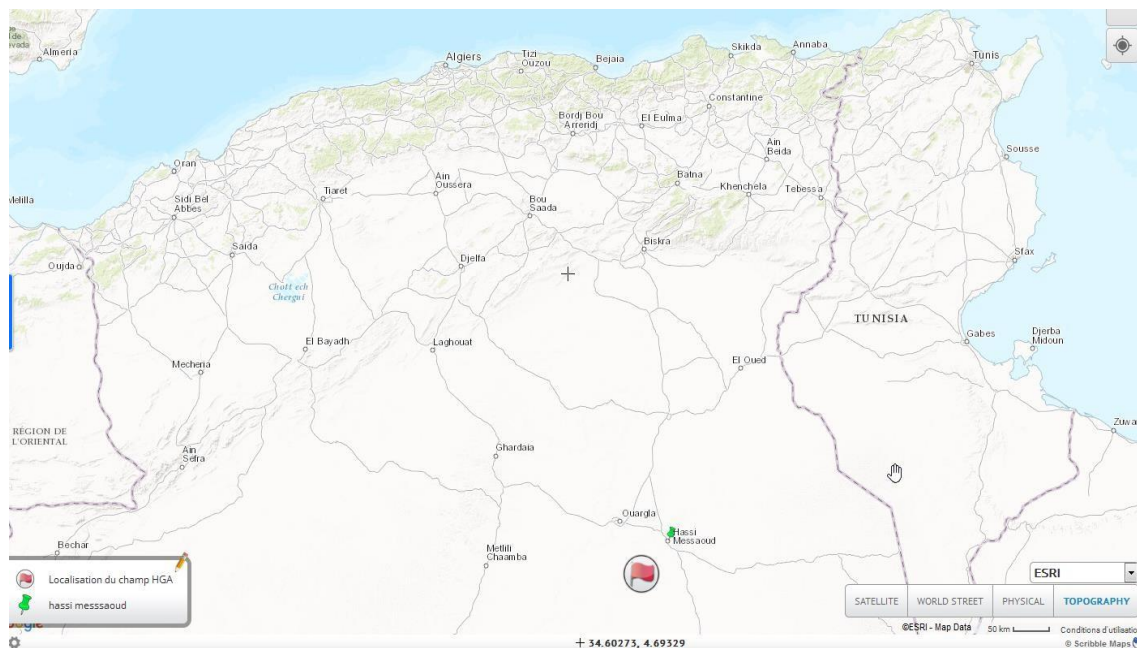 de
evada
Almeria
Algiers
Tizi
Ouzou
Bejaia
Skikda
Annaba
Tunis
Constantine
Bordj Bou
Arreridj
El Eulma
Ain
Beida
Sousse
Oran
Melilla
Sidi Bel
Abbes
Tiaret
Ain
Oussera
Bou
Saada
Batna
Khenchela
Tebessa
Saida
Biskra
Sfax
Oujda
Djelfa
Chott ech
Chergui
TUNISIA
Gabes
Djerba
Midoun
El Bayadh
Laghouat
El Oued
Mecheria
RÉGION DE
L'ORIENTAL
Zuwa
Ain
Sefra
Ghardaia
Ouargla
Hassi
Messaoud
Bechar
Metlili
Chaamba
Localisation du champ HGA
hassi messsaoud
ESRI
SATELLITE
WORLD STREET
PHYSICAL
TOPOGRAPHY
©ESRI - Map Data
50 km
Conditions d'utilisatio
34.60273, 4.69329
© Scribble Maps